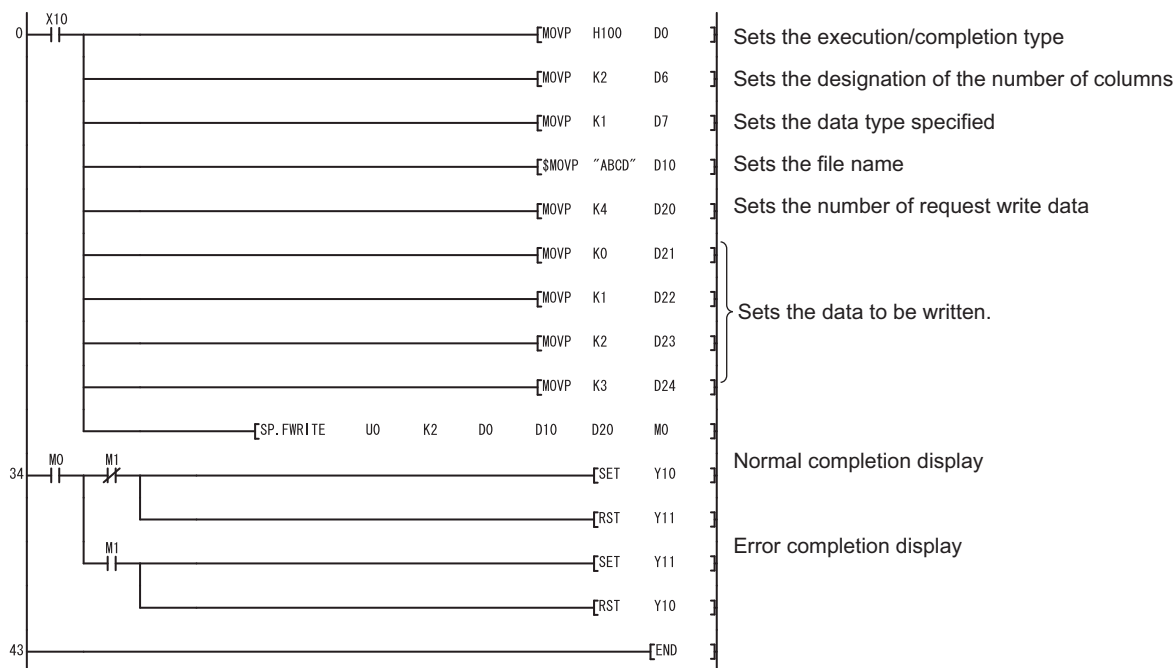 X10
0 [MOVP H100 D0 ] Sets the execution/completion type
[MOVP K2 D6 ] Sets the designation of the number of columns
[MOVP K1 D7 ] Sets the data type specified
[$MOVP "ABCD" D10 ] Sets the file name
[MOVP K4 D20 ] Sets the number of request write data
[MOVP K0 D21 ]
[MOVP K1 D22 ]
Sets the data to be written.
[MOVP K2 D23 ]
[MOVP K3 D24 ]
[SP.FWRITE U0 K2 D0 D10 D20 M0 ]
M0 M1
Normal completion display
34 [SET Y10 ]
[RST Y11 ]
M1
Error completion display
[SET Y11 ]
[RST Y10 ]
43 [END ]